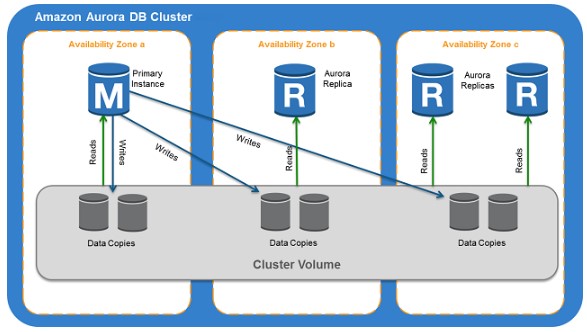 Amazon Aurora DB Cluster
Availability Zone a
Availability Zone b
Availability Zone c
M
Primary
Instance
R
Aurora
Replica
R
Aurora
Replicas
R
Reads
Writes
Writes
Writes
Reads
Reads
Reads
Data Copies
Data Copies
Data Copies
Cluster Volume